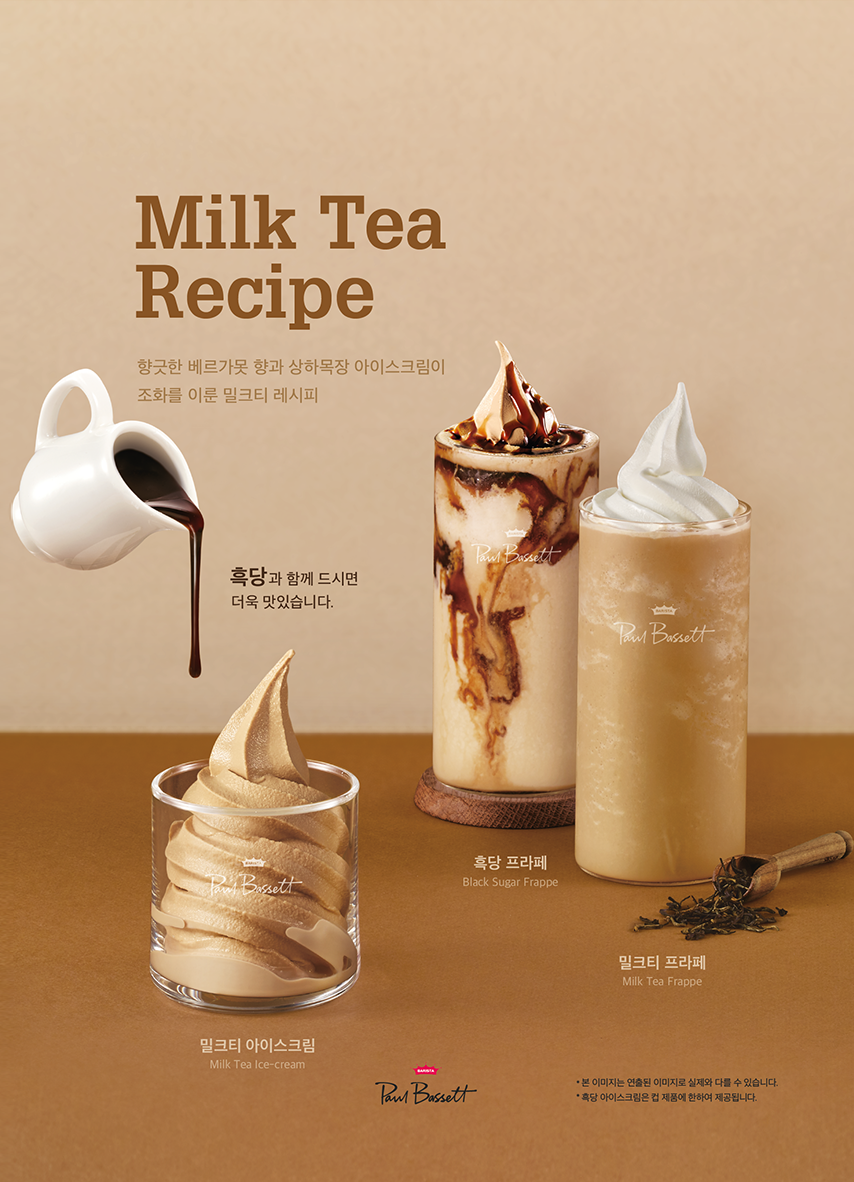 Milk Tea
Recipe
향긋한 베르가못 향과 상하목장 아이스크림이
조화를 이룬 밀크티 레시피
흑당과 함께 드시면
더욱 맛있습니다.
Paul Bassett
Paul Bassett
Paul Bassett
흑당 프라페
Black Sugar Frappe
밀크티 프라페
Milk Tea Frappe
밀크티 아이스크림
Milk Tea Ice-cream
BARISTA
Paul Bassett
* 본 이미지는 연출된 이미지로 실제와 다를 수 있습니다.
* 흑당 아이스크림은 컵 제품에 한하여 제공됩니다.